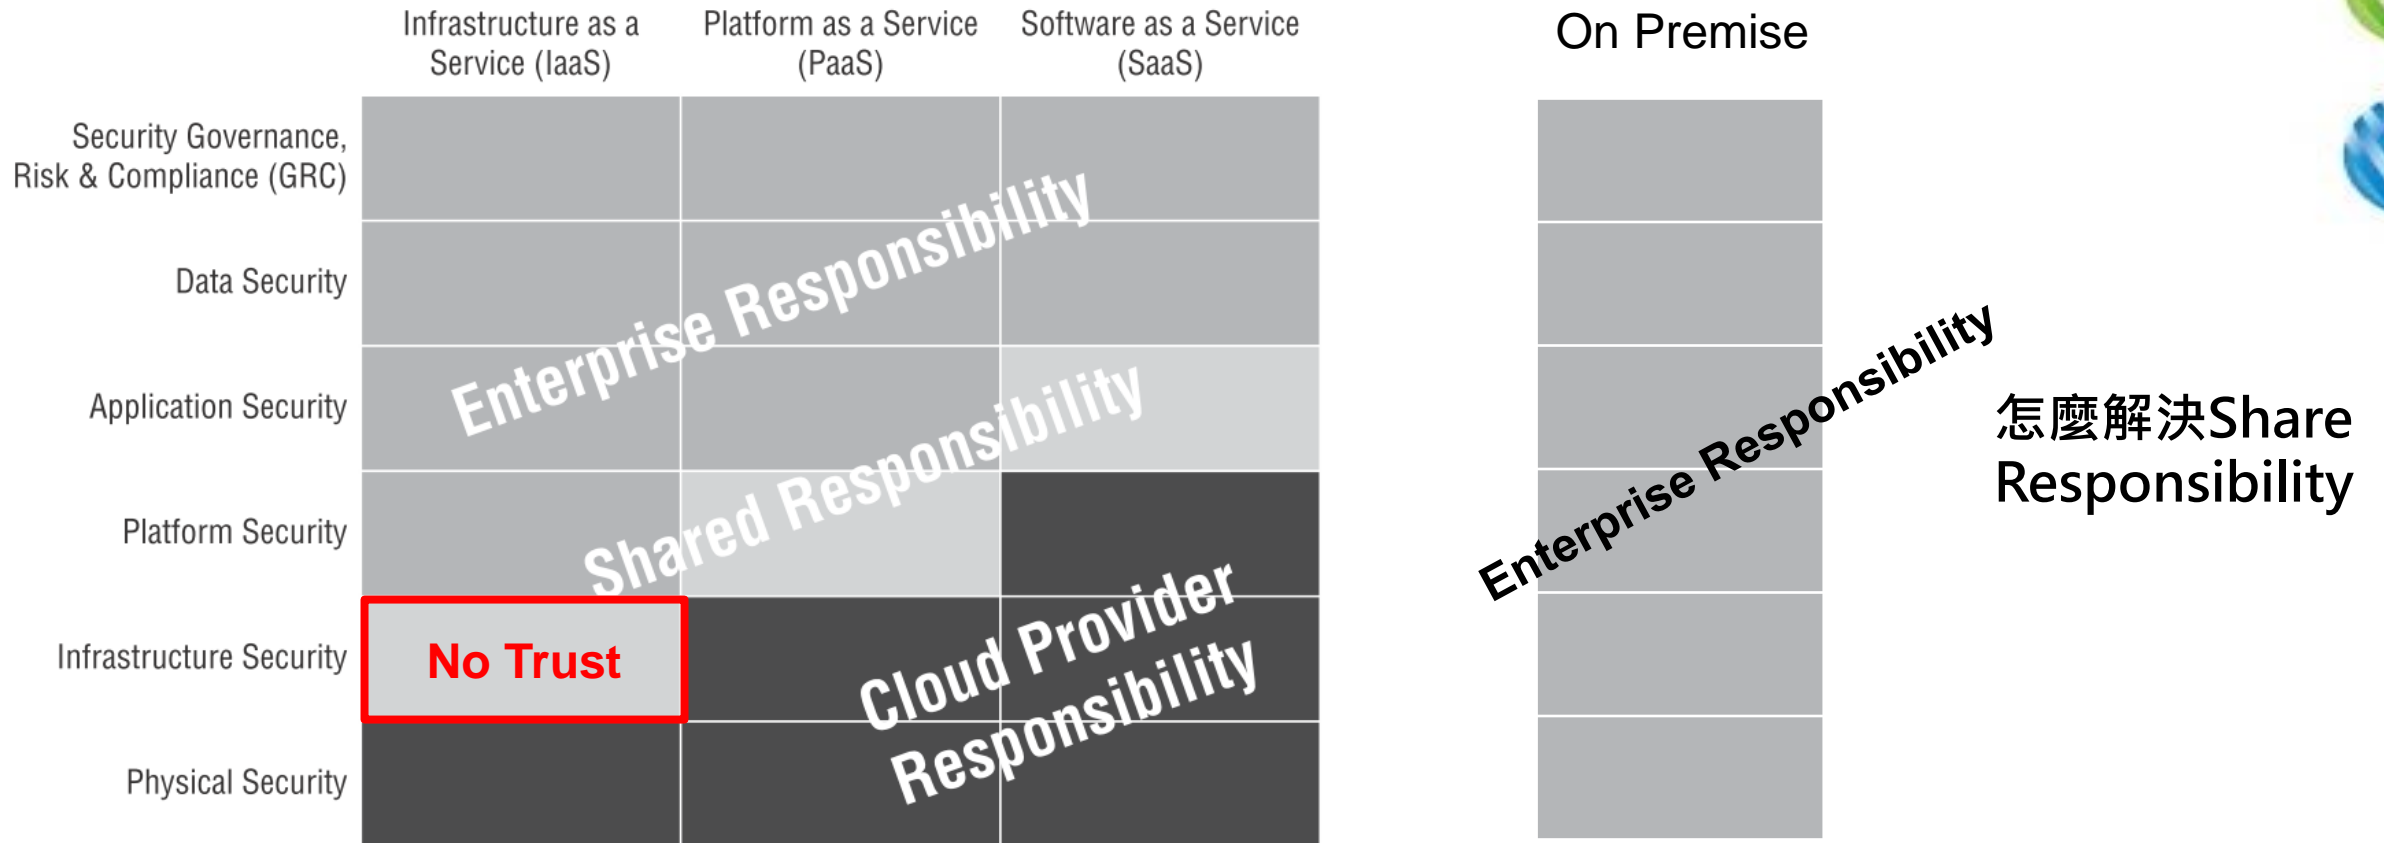 Infrastructure as a
Service (IaaS)
Platform as a Service
(PaaS)
Software as a Service
(SaaS)
On Premise
Security Governance,
Risk & Compliance (GRC)
Data Security
Application Security
Platform Security
Infrastructure Security
Physical Security
Enterprise Responsibility
Shared Responsibility
No Trust
Cloud Provider
Responsibility
Enterprise Responsibility
怎麼解決Share
Responsibility